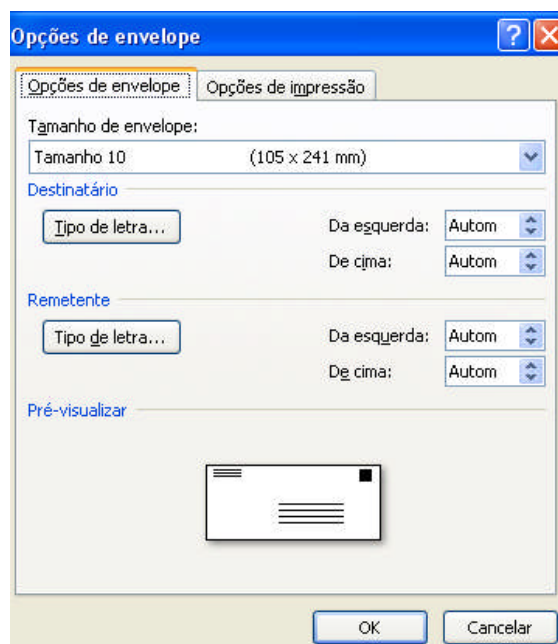 Opções de envelope
Opções de envelope Opções de impressão
Tamanho de envelope:
Tamanho 10 (105 x 241 mm)
Destinatário
Tipo de letra... Da esquerda: Autom
De cima: Autom
Remetente
Tipo de letra... Da esquerda: Autom
De cima: Autom
Pré-visualizar
OK Cancelar